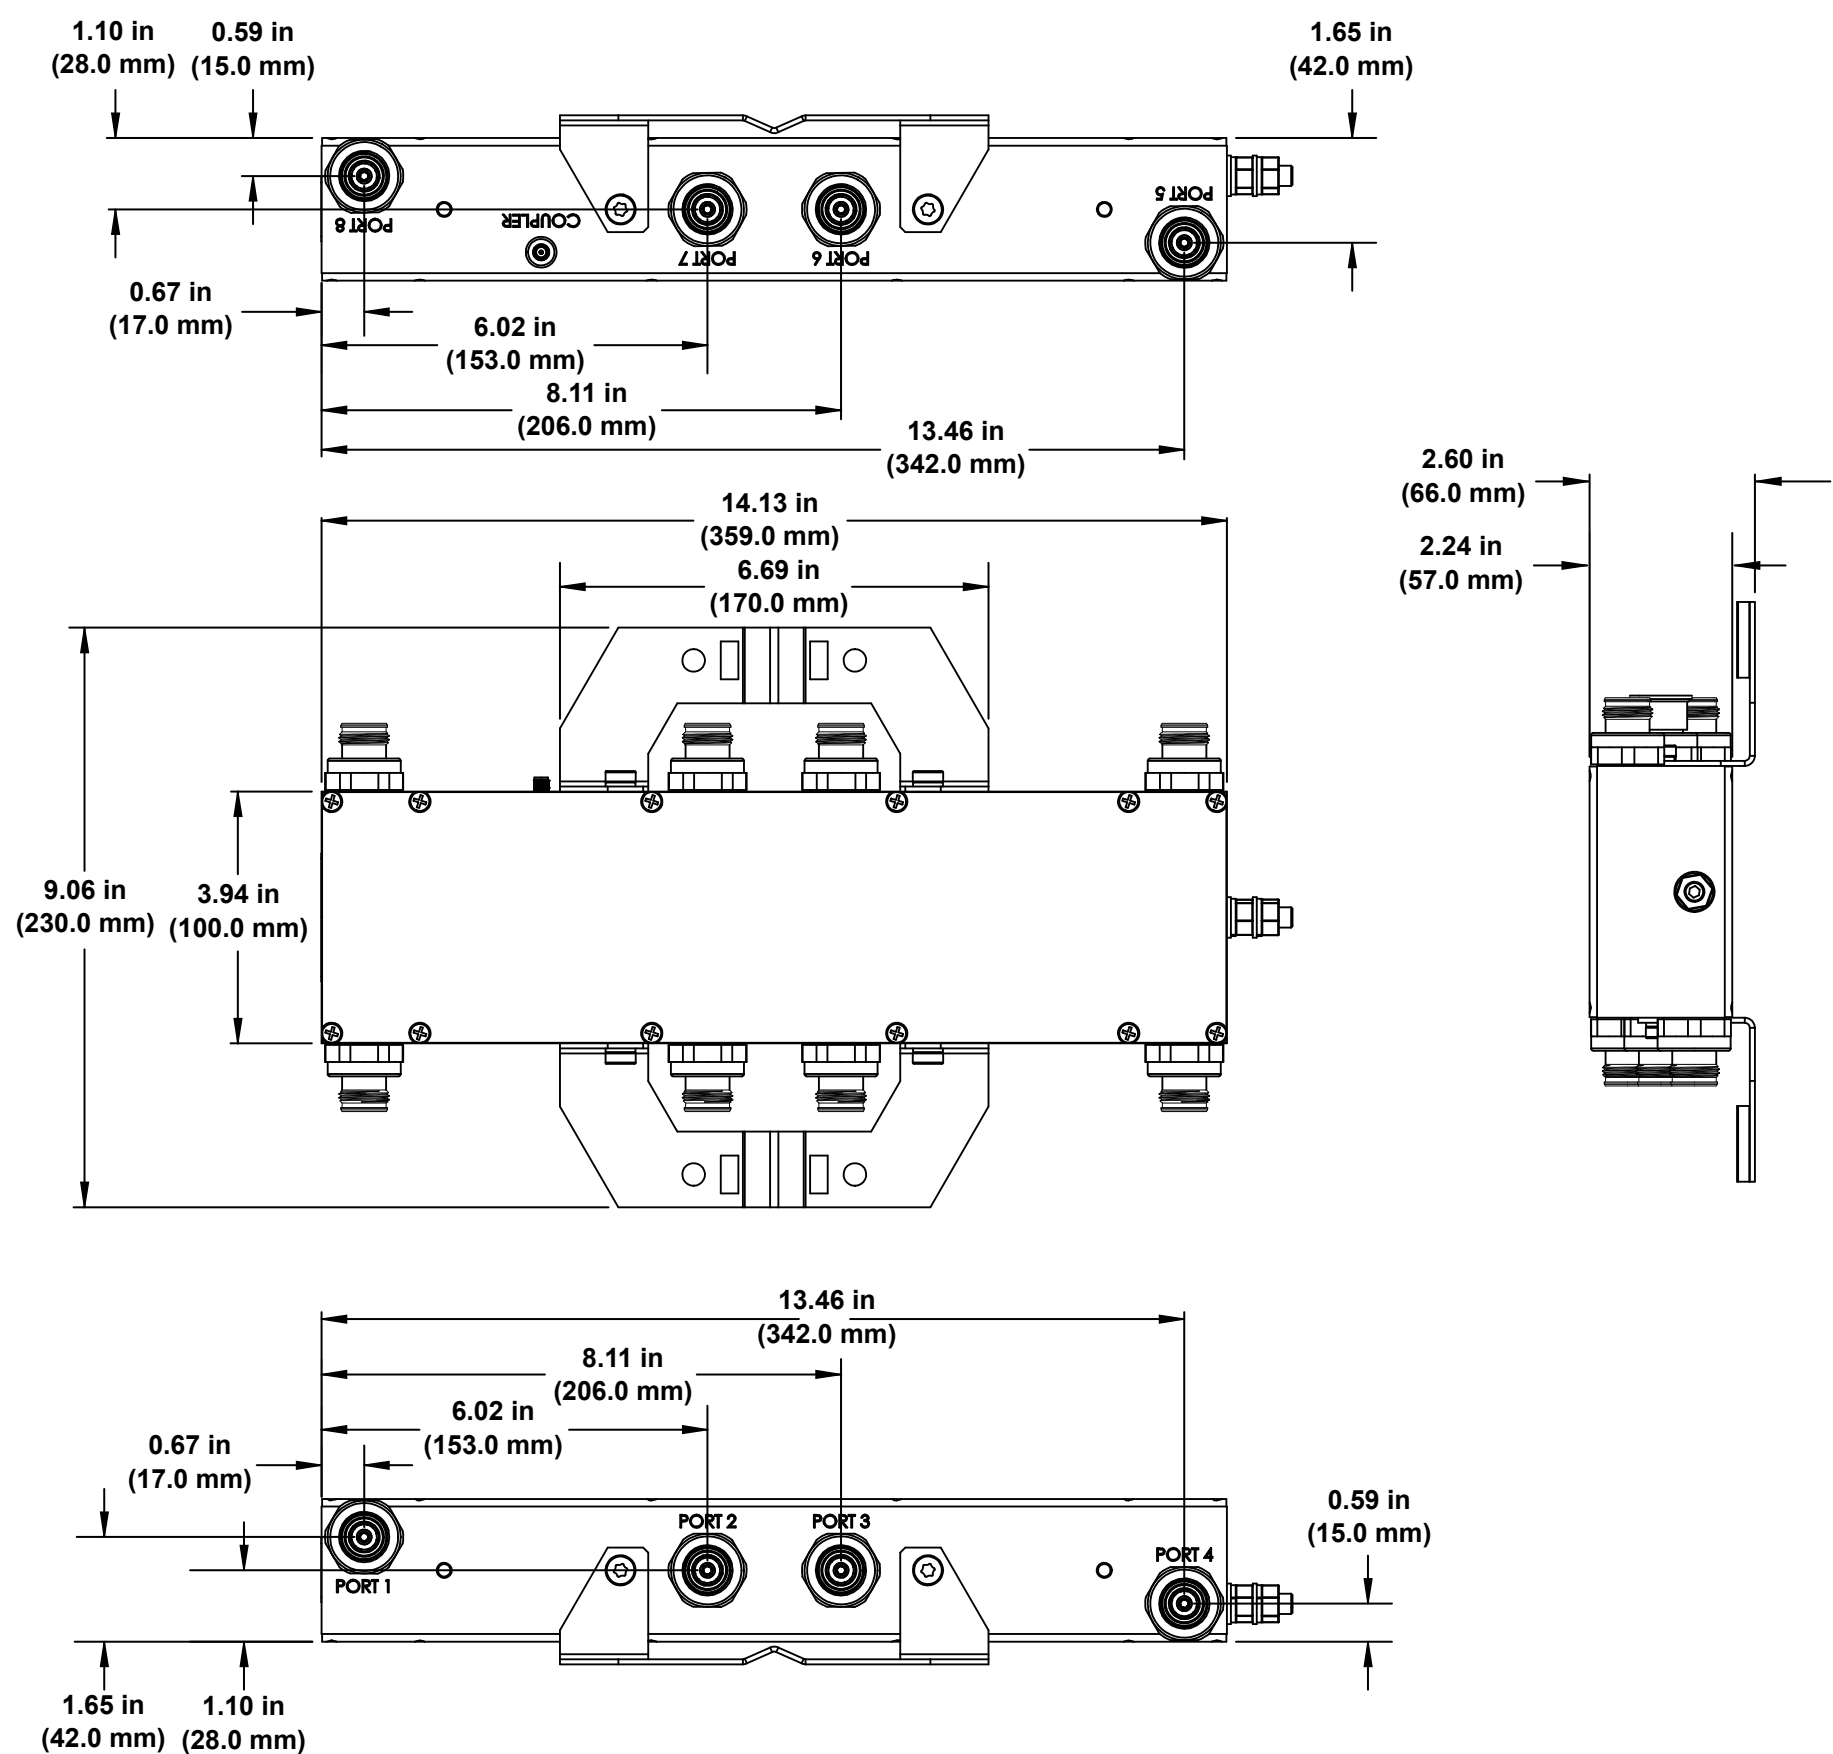 1.10 in
(28.0 mm)
0.59 in
(15.0 mm)
1.65 in
(42.0 mm)
PORT 5
PORT 8
COUPLER
PORT 7
PORT 6
0.67 in
(17.0 mm)
6.02 in
(153.0 mm)
8.11 in
(206.0 mm)
13.46 in
(342.0 mm)
2.60 in
(66.0 mm)
14.13 in
(359.0 mm)
2.24 in
(57.0 mm)
6.69 in
(170.0 mm)
9.06 in
(230.0 mm)
3.94 in
(100.0 mm)
13.46 in
(342.0 mm)
8.11 in
(206.0 mm)
6.02 in
(153.0 mm)
0.67 in
(17.0 mm)
0.59 in
(15.0 mm)
PORT 2
PORT 3
PORT 4
PORT 1
1.65 in
(42.0 mm)
1.10 in
(28.0 mm)